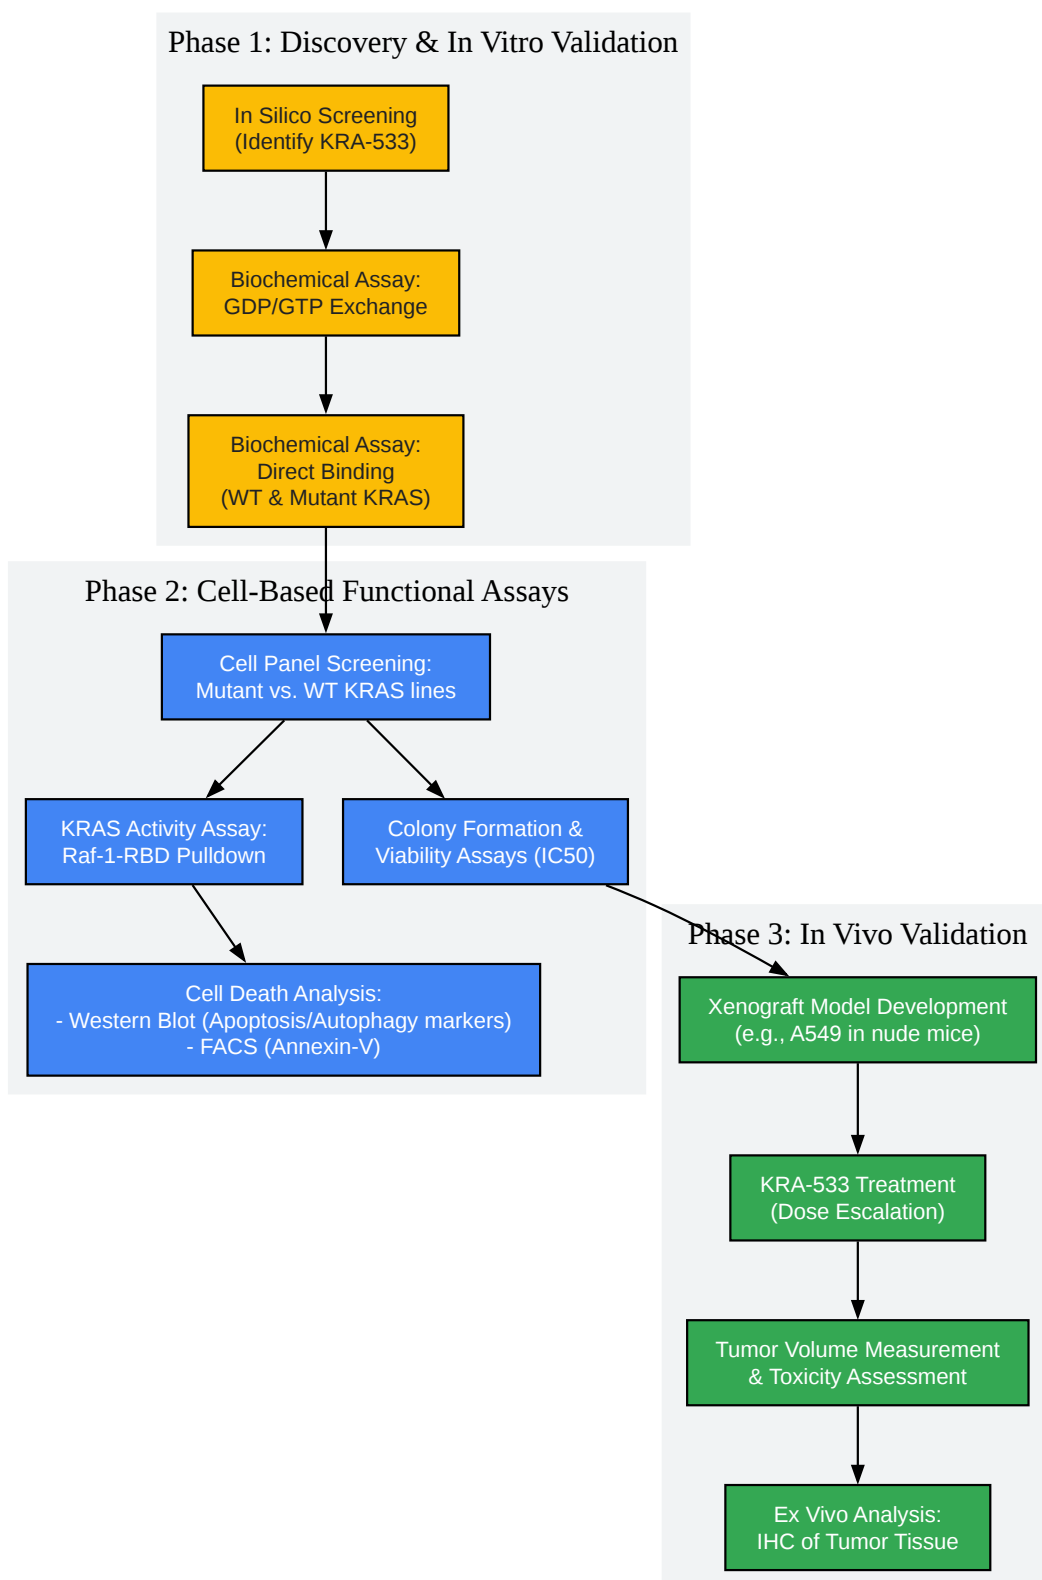 Phase 1: Discovery & In Vitro Validation
In Silico Screening
(Identify KRA-533)
Biochemical Assay:
GDP/GTP Exchange
Biochemical Assay:
Direct Binding
(WT & Mutant KRAS)
Phase 2: Cell-Based Functional Assays
Cell Panel Screening:
Mutant vs. WT KRAS lines
KRAS Activity Assay:
Raf-1-RBD Pulldown
Colony Formation &
Viability Assays (IC50)
Cell Death Analysis:
- Western Blot (Apoptosis/Autophagy markers)
- FACS (Annexin-V)
Phase 3: In Vivo Validation
Xenograft Model Development
(e.g., A549 in nude mice)
KRA-533 Treatment
(Dose Escalation)
Tumor Volume Measurement
& Toxicity Assessment
Ex Vivo Analysis:
IHC of Tumor Tissue